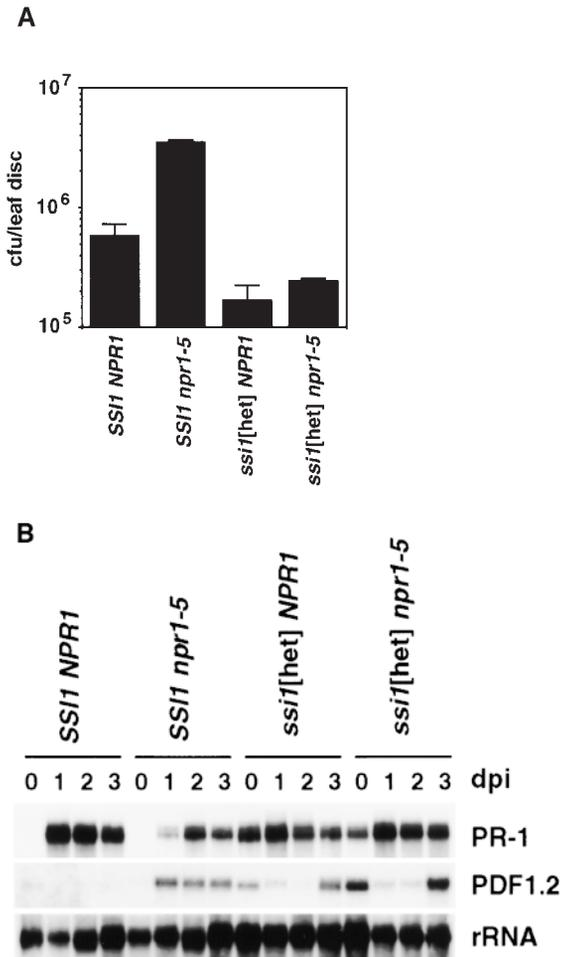 A
10^7
10^6
10^5
cfu/leaf disc
SSI1 NPR1
SSI1 npr1-5
ssi1[het] NPR1
ssi1[het] npr1-5
B
SSI1 NPR1
SSI1 npr1-5
ssi1[het] NPR1
ssi1[het] npr1-5
0 1 2 3 0 1 2 3 0 1 2 3 0 1 2 3 dpi
PR-1
PDF1.2
rRNA